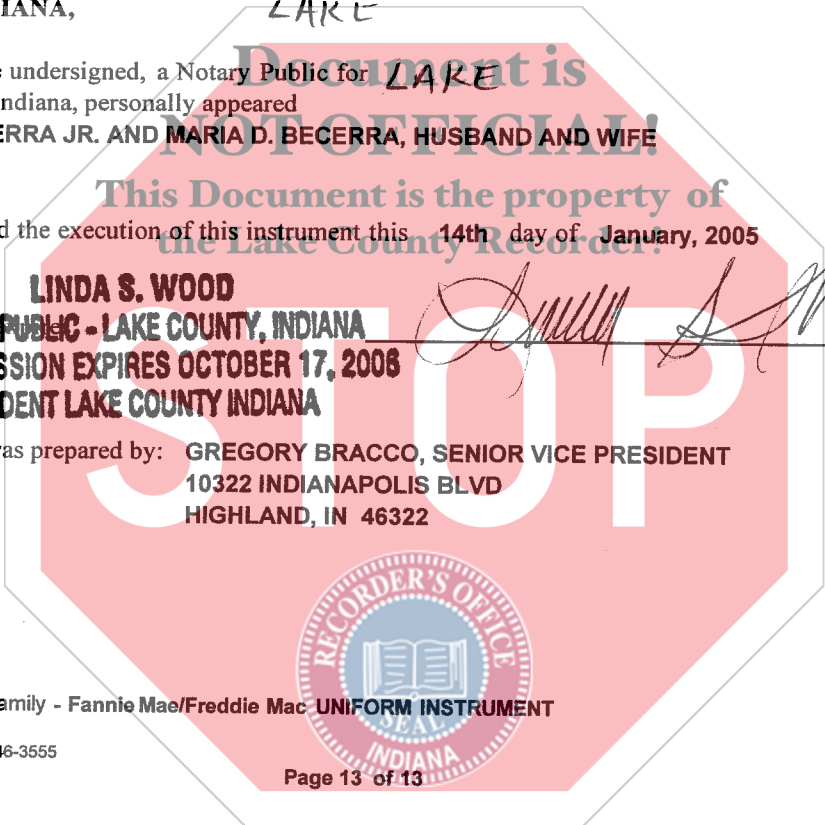 IANA, LAKE
Document is
undersigned, a Notary Public for LAKE
ndiana, personally appeared
NOT OFFICIAL!
ERRA JR. AND MARIA D. BECERRA, HUSBAND AND WIFE
This Document is the property of
d the execution of this instrument this 14th day of January, 2005
the Lake County Recorder!
LINDA S. WOOD
PUBLIC - LAKE COUNTY, INDIANA
SSION EXPIRES OCTOBER 17, 2006
DENT LAKE COUNTY INDIANA
STOP
as prepared by: GREGORY BRACCO, SENIOR VICE PRESIDENT
10322 INDIANAPOLIS BLVD
HIGHLAND, IN 46322
RECORDER'S OFFICE
amily - Fannie Mae/Freddie Mac UNIFORM INSTRUMENT
SEAL
46-3555
INDIANA
Page 13 of 13